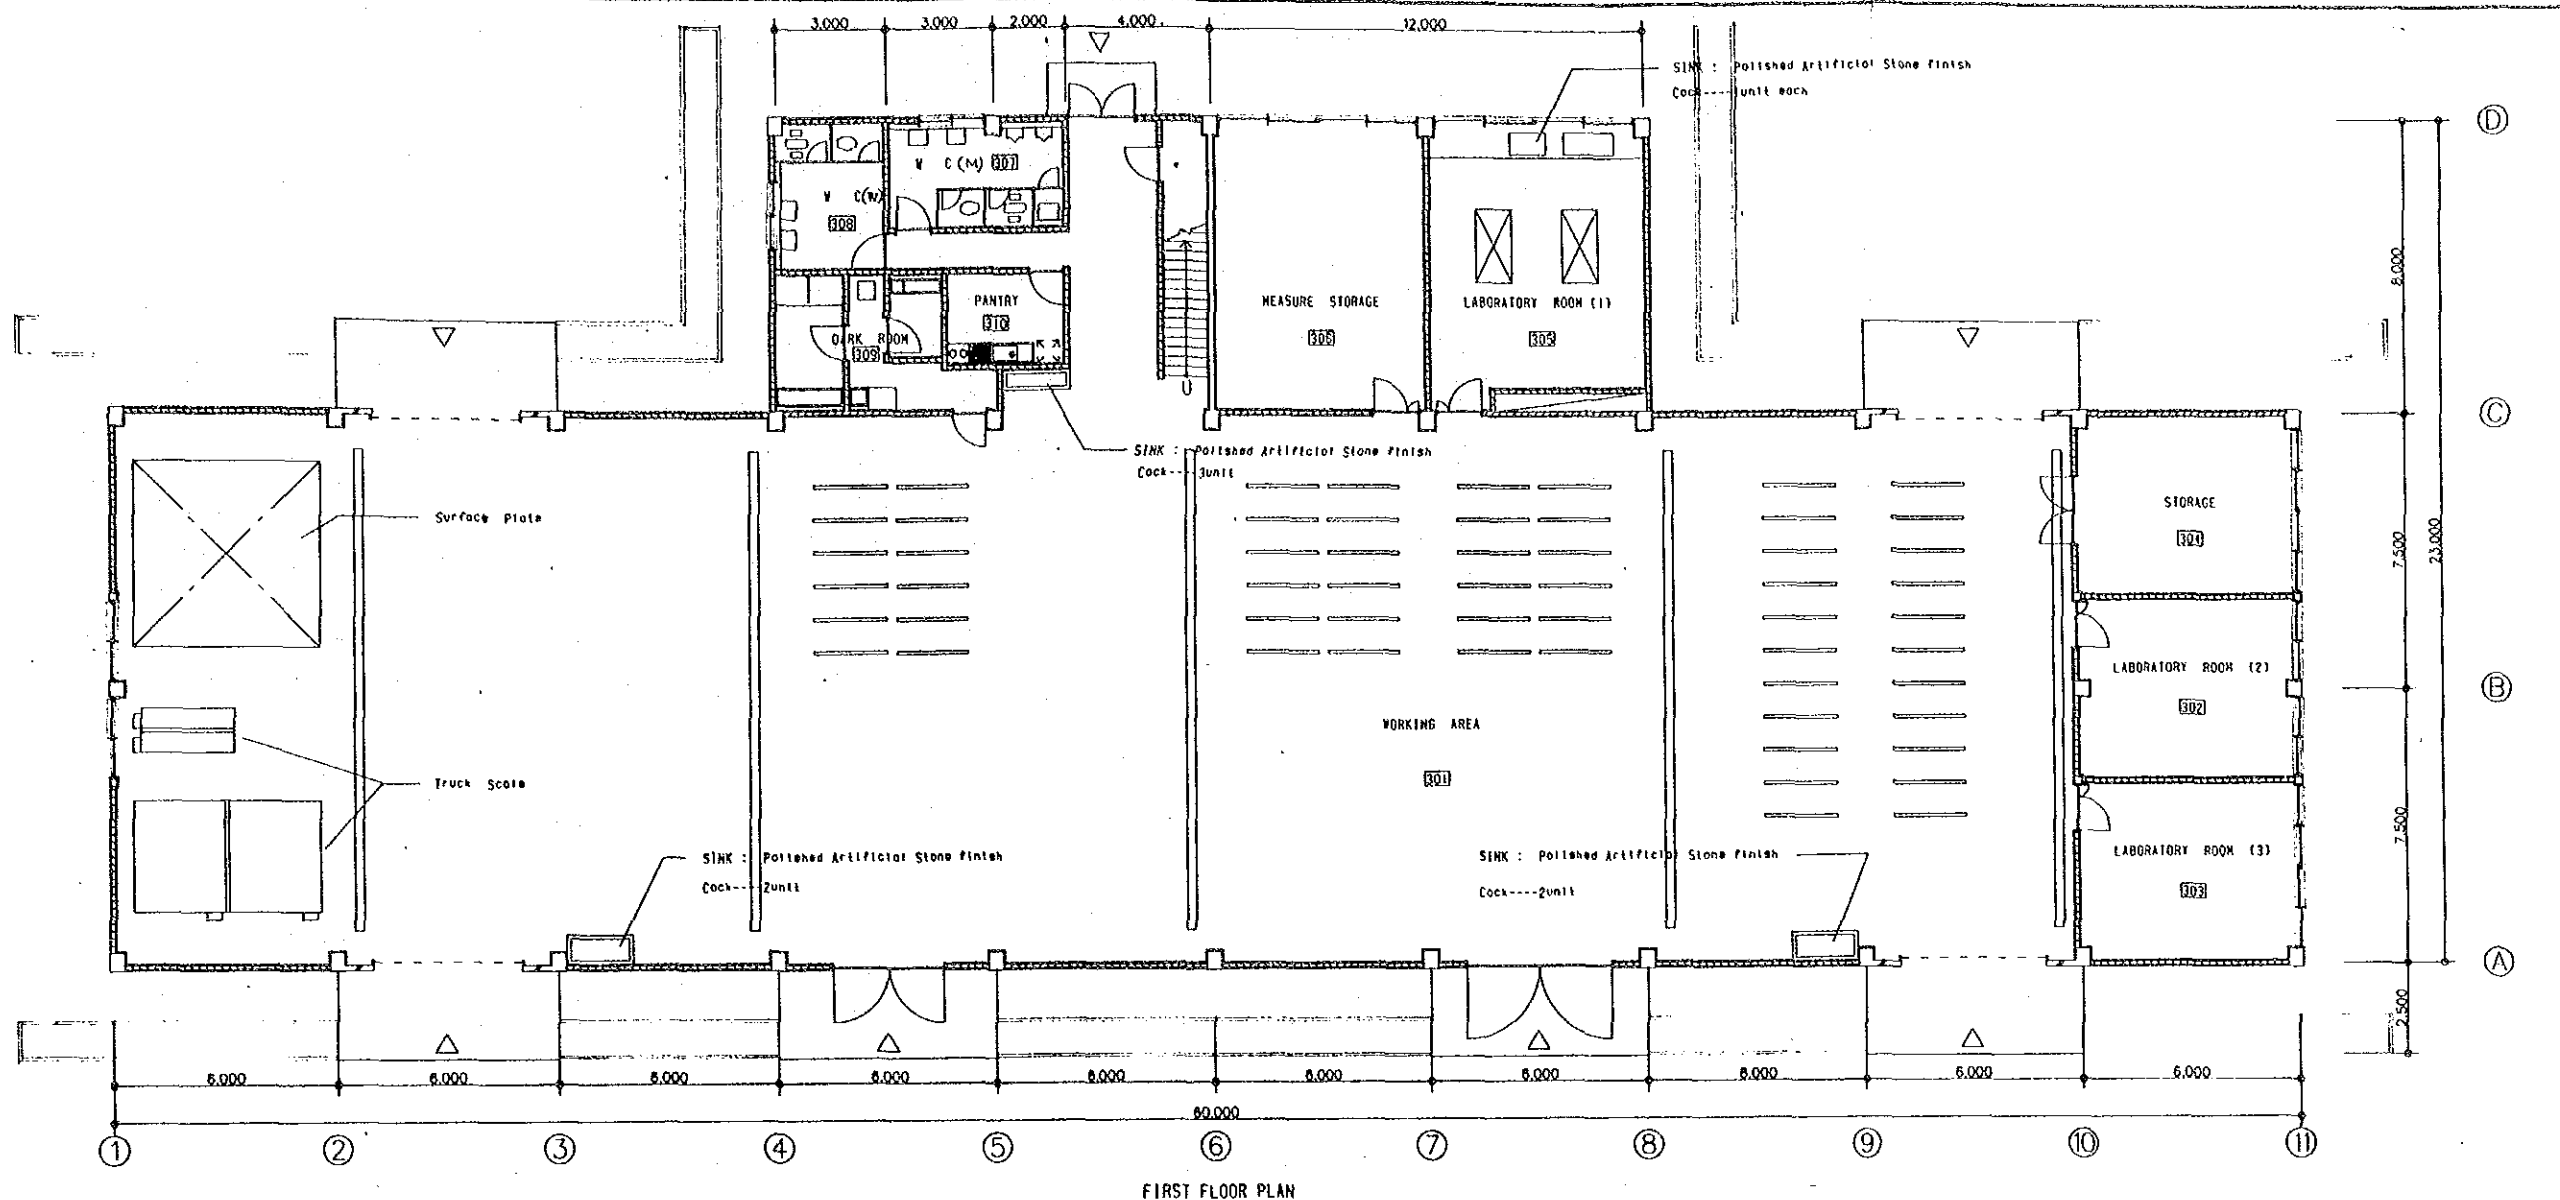 3.000 3.000 2.000 4.000 12.000
SINK : Polished Artificial Stone finish
Cock----1unit each
D
W C (M) 307
W C(W)
308
8.000
PANTRY
310
MEASURE STORAGE
306
LABORATORY ROOM (1)
305
DARK ROOM
309
U
C
SINK : Polished Artificial Stone finish
Cock----3unit
Surface Plate
STORAGE
304
7.500
23.000
LABORATORY ROOM (2)
302
B
WORKING AREA
301
Truck Scale
7.500
SINK : Polished Artificial Stone finish
Cock----2unit
SINK : Polished Artificial Stone finish
Cock----2unit
LABORATORY ROOM (3)
303
A
2.500
6.000 6.000 6.000 6.000 6.000 6.000 6.000 6.000 6.000 6.000
60.000
1 2 3 4 5 6 7 8 9 10 11
FIRST FLOOR PLAN